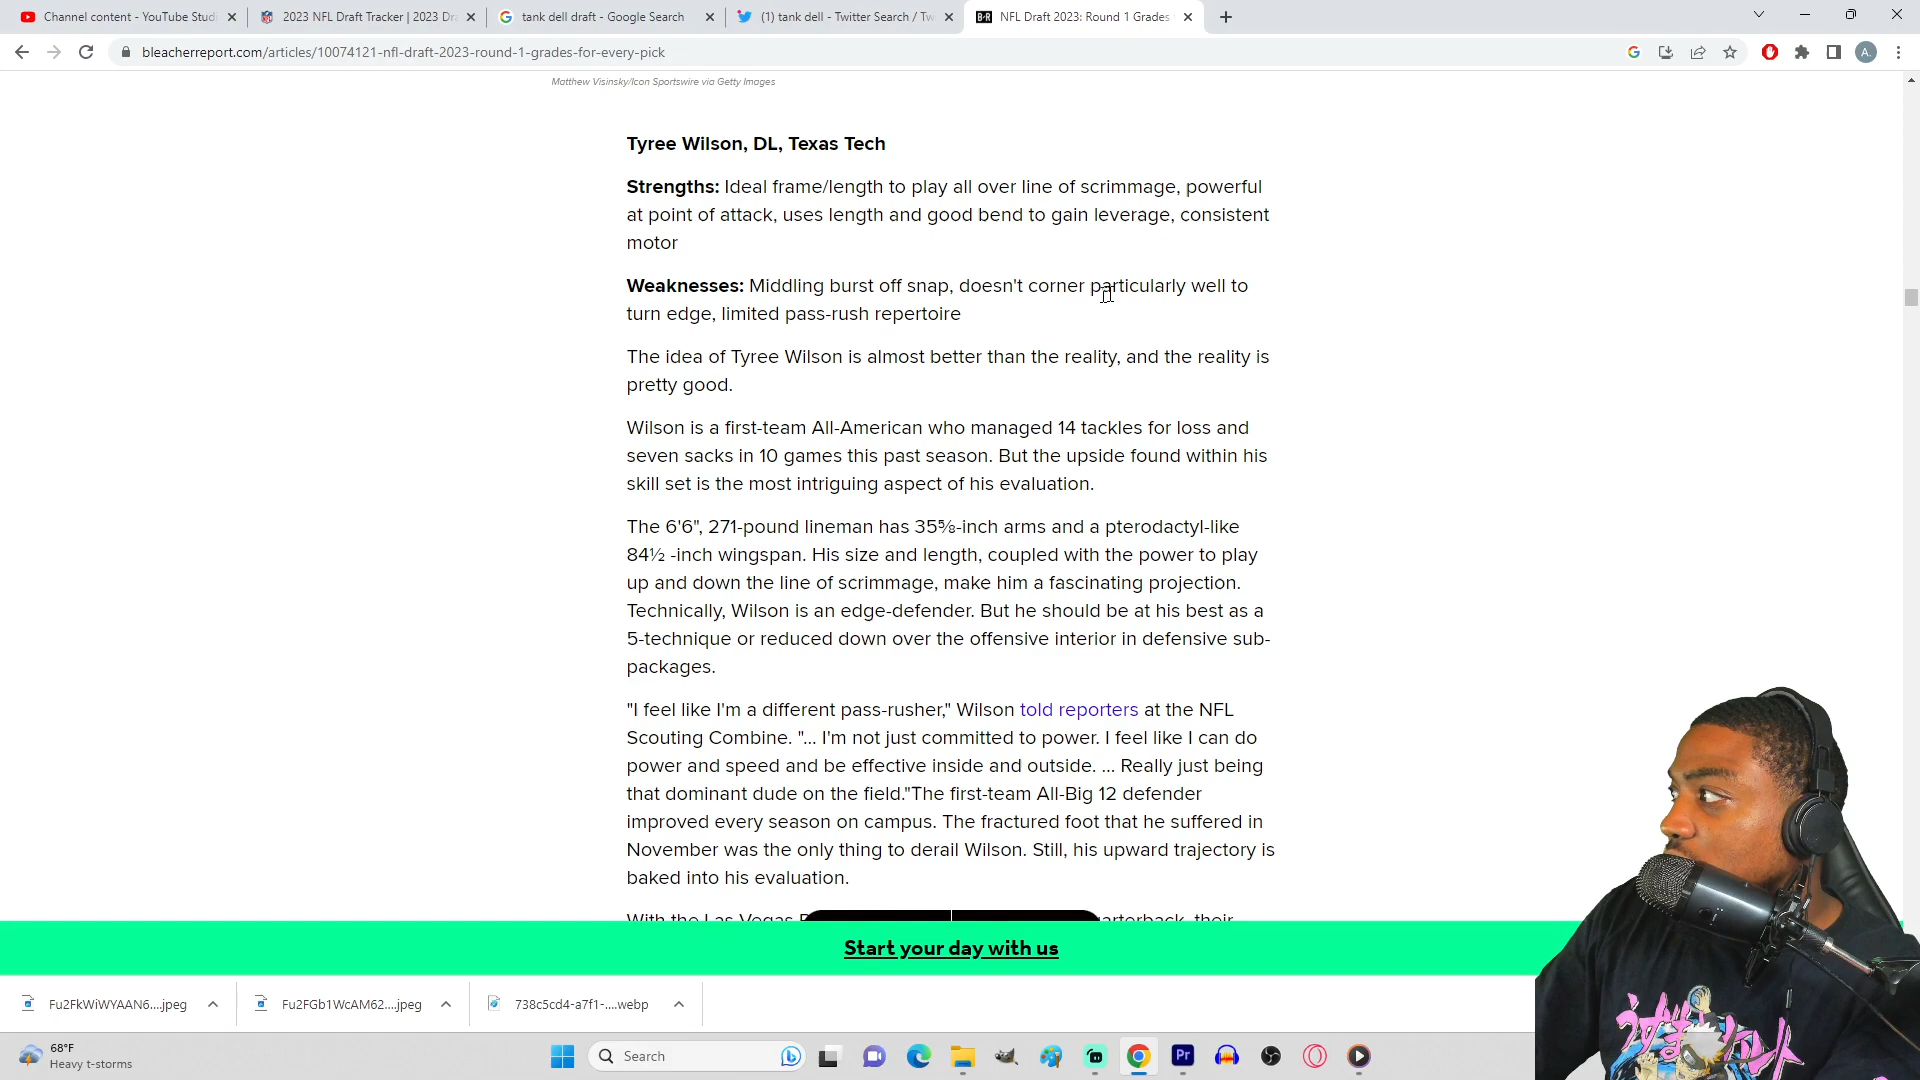 Channel content - YouTube Studi
2023 NFL Draft Tracker | 2023 Dra
tank dell draft - Google Search
(1) tank dell - Twitter Search / Tw
B/R NFL Draft 2023: Round 1 Grades
bleacherreport.com/articles/10074121-nfl-draft-2023-round-1-grades-for-every-pick
A.
Matthew Visinsky/Icon Sportswire via Getty Images
Tyree Wilson, DL, Texas Tech
Strengths: Ideal frame/length to play all over line of scrimmage, powerful
at point of attack, uses length and good bend to gain leverage, consistent
motor
Weaknesses: Middling burst off snap, doesn't corner particularly well to
turn edge, limited pass-rush repertoire
The idea of Tyree Wilson is almost better than the reality, and the reality is
pretty good.
Wilson is a first-team All-American who managed 14 tackles for loss and
seven sacks in 10 games this past season. But the upside found within his
skill set is the most intriguing aspect of his evaluation.
The 6'6", 271-pound lineman has 35⅝-inch arms and a pterodactyl-like
84½ -inch wingspan. His size and length, coupled with the power to play
up and down the line of scrimmage, make him a fascinating projection.
Technically, Wilson is an edge-defender. But he should be at his best as a
5-technique or reduced down over the offensive interior in defensive sub-
packages.
"I feel like I'm a different pass-rusher," Wilson told reporters at the NFL
Scouting Combine. "... I'm not just committed to power. I feel like I can do
power and speed and be effective inside and outside. ... Really just being
that dominant dude on the field."The first-team All-Big 12 defender
improved every season on campus. The fractured foot that he suffered in
November was the only thing to derail Wilson. Still, his upward trajectory is
baked into his evaluation.
With the Las Vegas
their
Start your day with us
Fu2FkWiWYAAN6....jpeg
Fu2FGb1WcAM62....jpeg
738c5cd4-a7f1-....webp
68°F
Heavy t-storms
Search
Pr